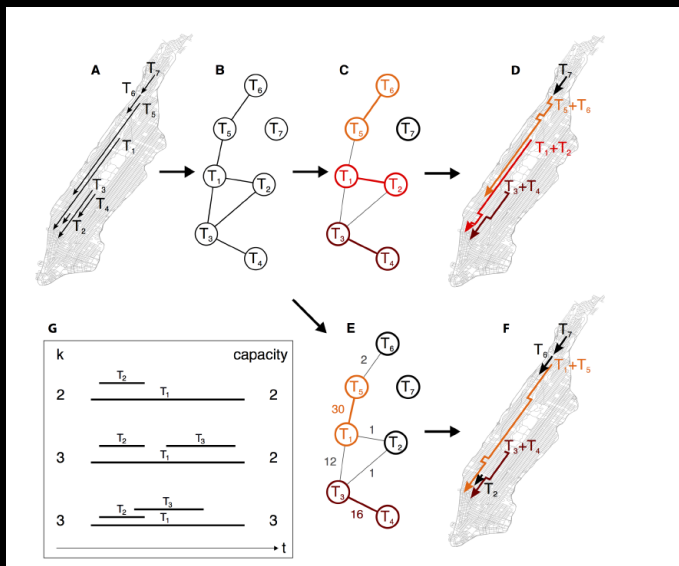 A
T7
T6
T5
T1
T3
T4
T2
B
T6
T5
T7
T1
T2
T3
T4
C
T6
T5
T7
T1
T2
T3
T4
D
T7
T5+T6
T1+T2
T3+T4
G
k capacity
T2
2 T1 2
T2 T3
3 T1 2
T3
T2 T1
3 3
t
E
T6
2
T5
T7
30
T1
1
T2
12
1
T3
16
T4
F
T7
T6
T1+T5
T3+T4
T2